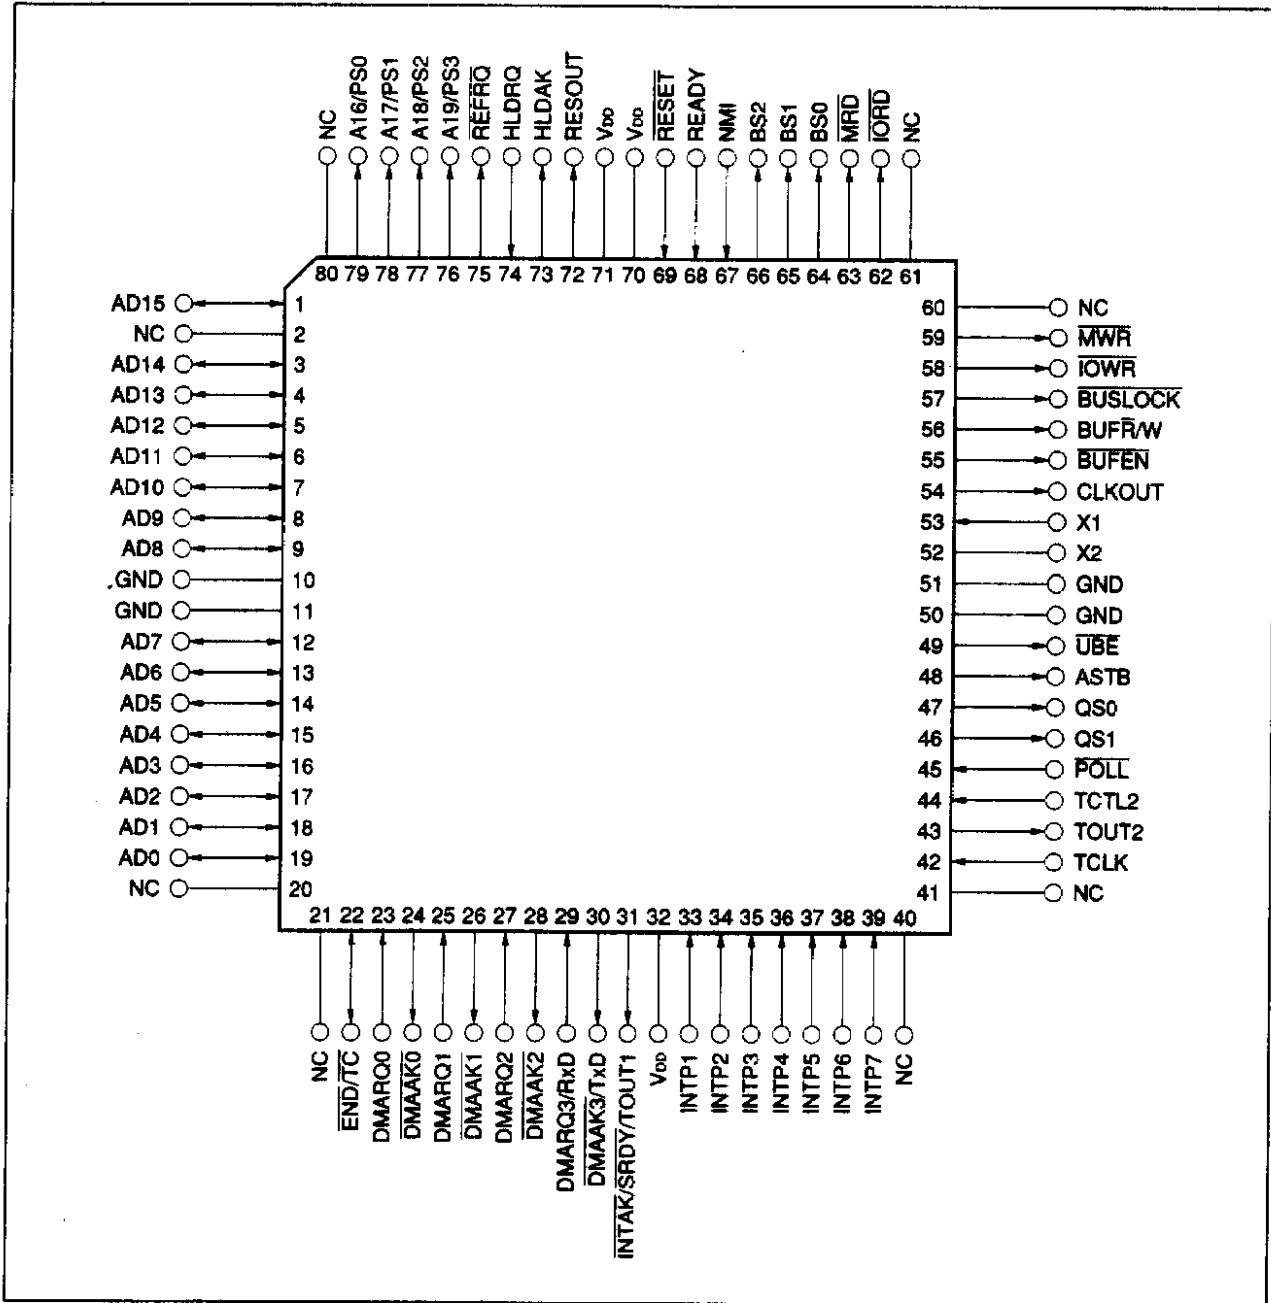 NC
A16/PS0
A17/PS1
A18/PS2
A19/PS3
REFRQ
HLDRQ
HLDAK
RESOUT
VDD
VDD
RESET
READY
NMI
BS2
BS1
BS0
MRD
IORD
NC
80 79 78 77 76 75 74 73 72 71 70 69 68 67 66 65 64 63 62 61
AD15 1
NC 2
AD14 3
AD13 4
AD12 5
AD11 6
AD10 7
AD9 8
AD8 9
GND 10
GND 11
AD7 12
AD6 13
AD5 14
AD4 15
AD3 16
AD2 17
AD1 18
AD0 19
NC 20
60 NC
59 MWR
58 IOWR
57 BUSLOCK
56 BUFR/W
55 BUFEN
54 CLKOUT
53 X1
52 X2
51 GND
50 GND
49 UBE
48 ASTB
47 QS0
46 QS1
45 POLL
44 TCTL2
43 TOUT2
42 TCLK
41 NC
21 22 23 24 25 26 27 28 29 30 31 32 33 34 35 36 37 38 39 40
NC
END/TC
DMARQ0
DMAAK0
DMARQ1
DMAAK1
DMARQ2
DMAAK2
DMARQ3/RxD
DMAAK3/TxD
INTAK/SRDY/TOUT1
VDD
INTP1
INTP2
INTP3
INTP4
INTP5
INTP6
INTP7
NC